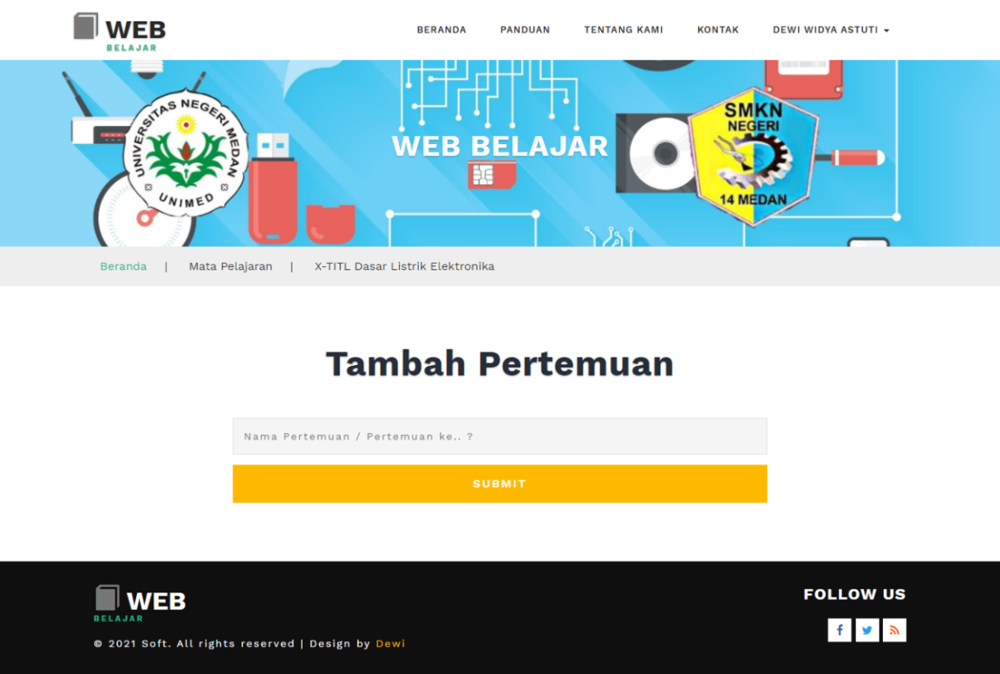 WEB
BELAJAR
BERANDA
PANDUAN
TENTANG KAMI
KONTAK
DEWI WIDYA ASTUTI
UNIVERSITAS NEGERI MEDAN
UNIMED
WEB BELAJAR
SMKN
NEGERI
14 MEDAN
Beranda | Mata Pelajaran | X-TITL Dasar Listrik Elektronika
Tambah Pertemuan
Nama Pertemuan / Pertemuan ke.. ?
SUBMIT
WEB
BELAJAR
© 2021 Soft. All rights reserved | Design by Dewi
FOLLOW US